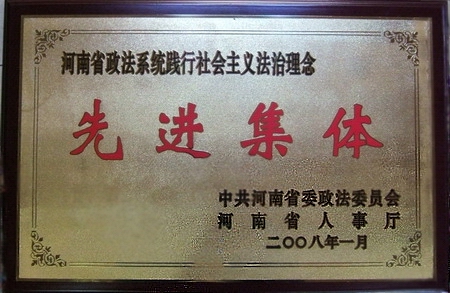 河南省政法系统践行社会主义法治理念
先进集体
中共河南省委政法委员会
河南省人事厅
二〇〇八年一月